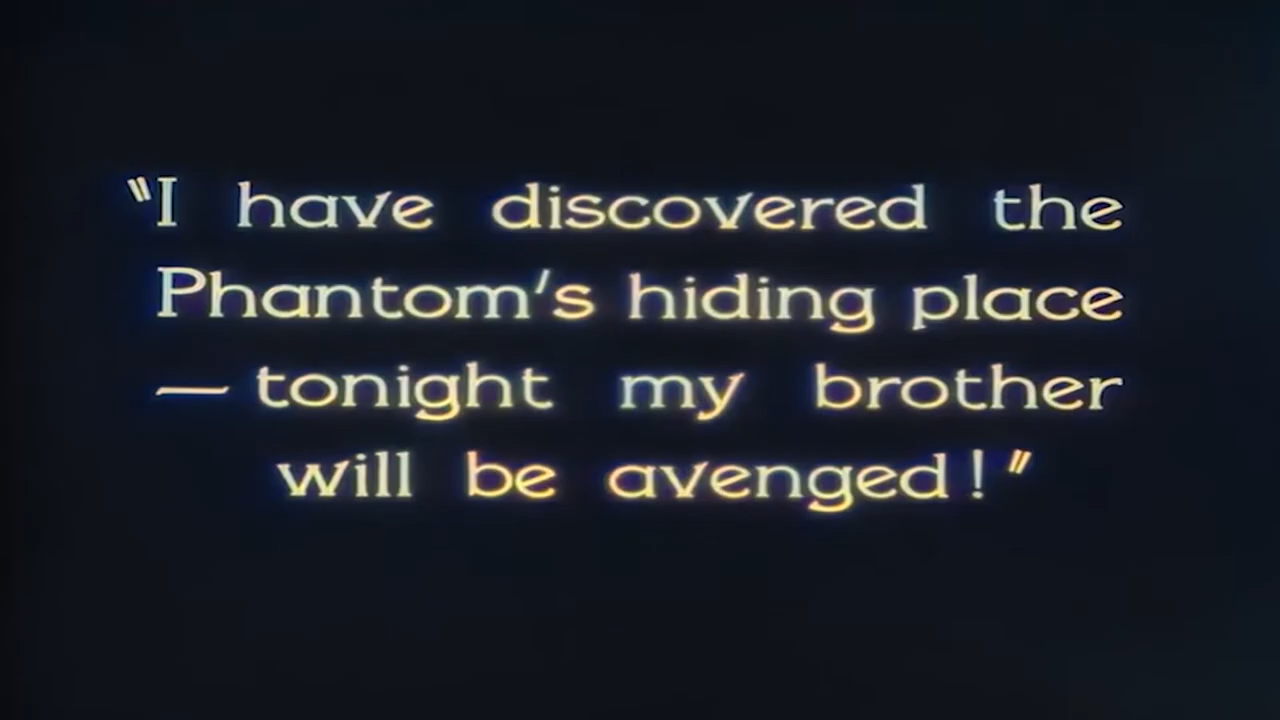 "I have discovered the
Phantom's hiding place
— tonight my brother
will be avenged!"